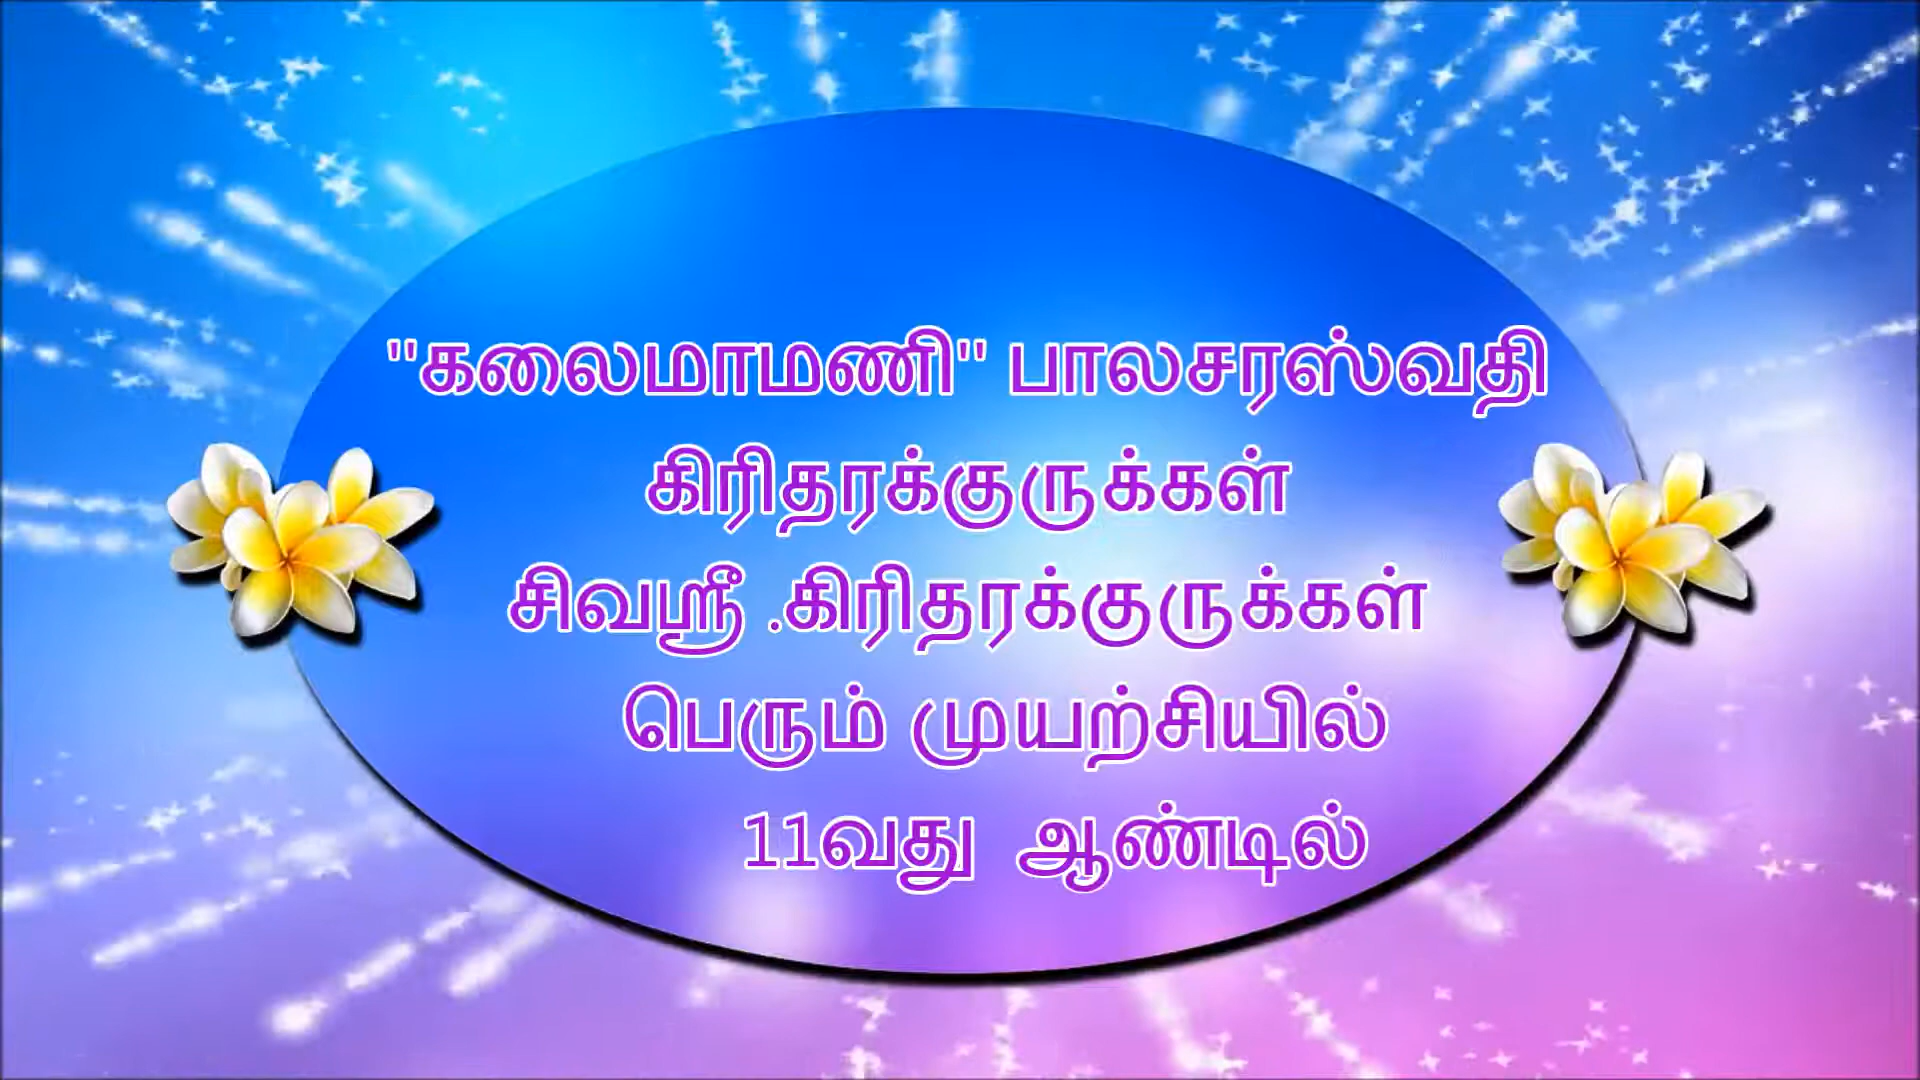 "கலைமாமணி" பாலசரஸ்வதி
கிரிதரக்குருக்கள்
சிவஸ்ரீ .கிரிதரக்குருக்கள்
பெரும் முயற்சியில்
11வது ஆண்டில்